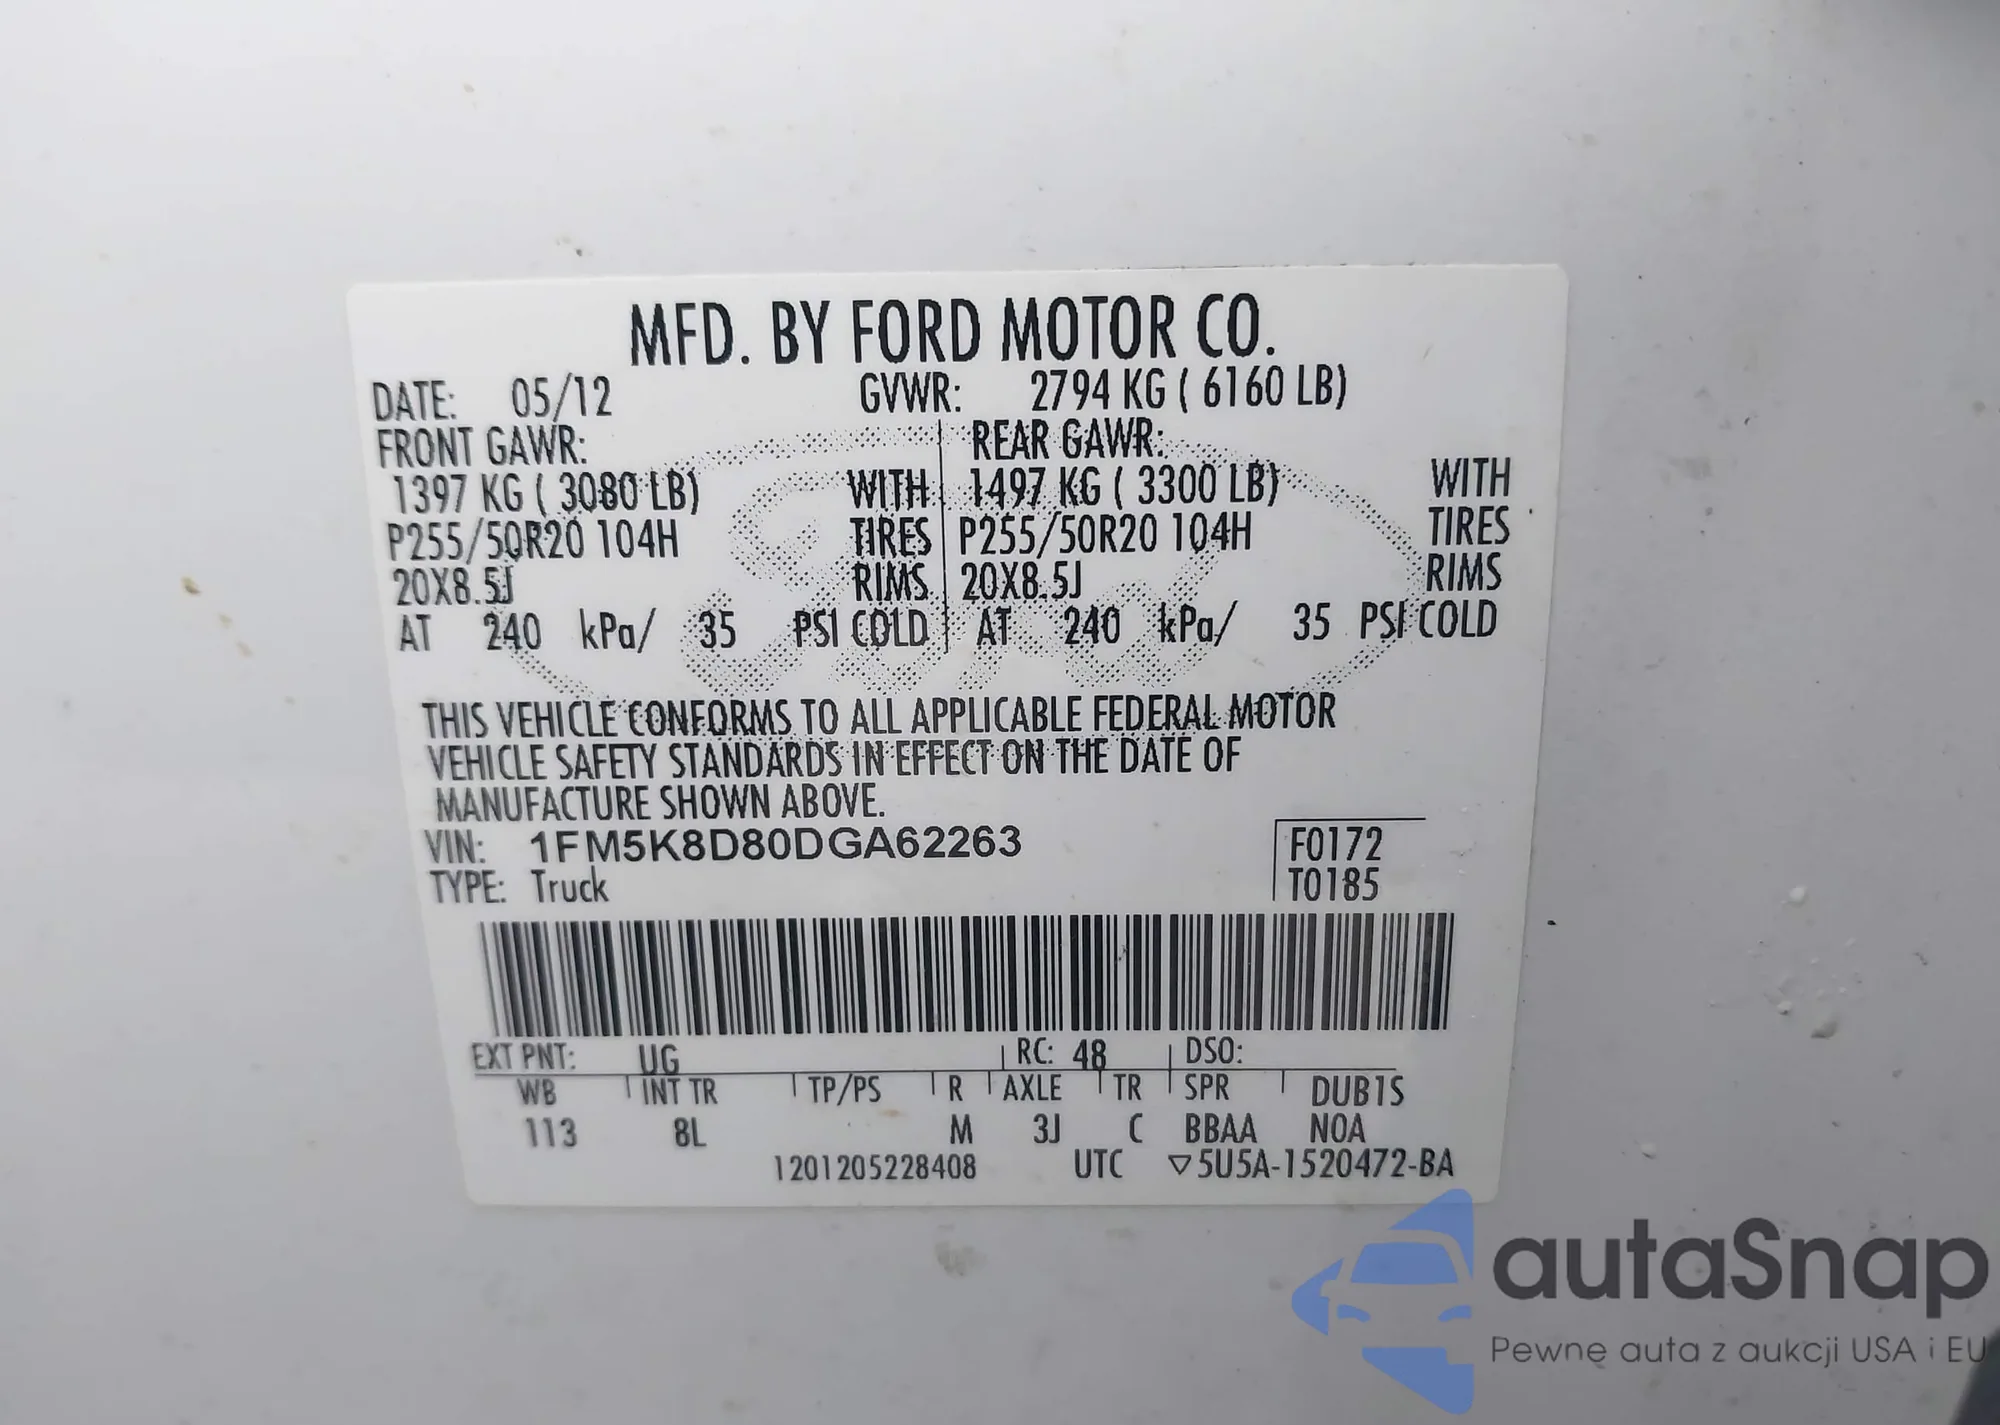 MFD. BY FORD MOTOR CO.
DATE: 05/12 GVWR: 2794 KG ( 6160 LB)
FRONT GAWR: REAR GAWR:
1397 KG ( 3080 LB) WITH 1497 KG ( 3300 LB) WITH
P255/50R20 104H TIRES P255/50R20 104H TIRES
20X8.5J RIMS 20X8.5J RIMS
AT 240 kPa/ 35 PSI COLD AT 240 kPa/ 35 PSI COLD
THIS VEHICLE CONFORMS TO ALL APPLICABLE FEDERAL MOTOR
VEHICLE SAFETY STANDARDS IN EFFECT ON THE DATE OF
MANUFACTURE SHOWN ABOVE.
VIN: 1FM5K8D80DGA62263 F0172
TYPE: Truck T0185
EXT PNT: UG RC: 48 DSO:
WB INT TR TP/PS R AXLE TR SPR DUB1S
113 8L M 3J C BBAA NOA
1201205228408 UTC ▽5U5A-1520472-BA
autaSnap
Pewne auta z aukcji USA i EU